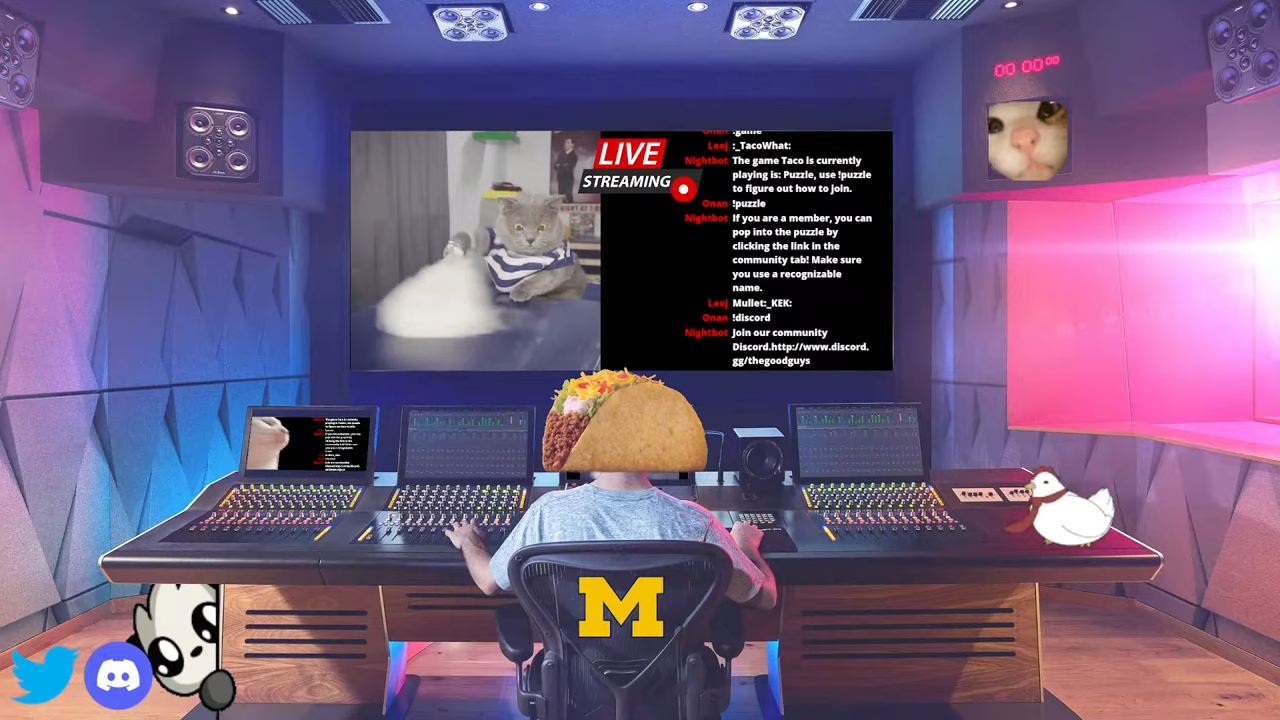 00 00 00
LIVE
STREAMING
Onan !game
Leoj :_TacoWhat:
Nightbot The game Taco is currently
playing is: Puzzle, use !puzzle
to figure out how to join.
Onan !puzzle
Nightbot If you are a member, you can
pop into the puzzle by
clicking the link in the
community tab! Make sure
you use a recognizable
name.
Leoj Mullet:_KEK:
Onan !discord
Nightbot Join our community
Discord.http://www.discord.
gg/thegoodguys
M